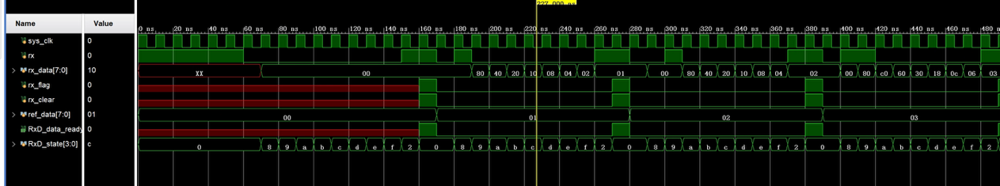 227.000 ns
Name Value
0 ns 20 ns 40 ns 60 ns 80 ns 100 ns 120 ns 140 ns 160 ns 180 ns 200 ns 220 ns 240 ns 260 ns 280 ns 300 ns 320 ns 340 ns 360 ns 380 ns 400 ns 420 ns 440 ns 460 ns 480 n
sys_clk 0
rx 0
rx_data[7:0] 10 XX 00 80 40 20 10 08 04 02 01 00 80 40 20 10 08 04 02 00 80 c0 60 30 18 0c 06 03
rx_flag 0
rx_clear 0
ref_data[7:0] 01 00 01 02 03
RxD_data_ready 0
RxD_state[3:0] c 0 8 9 a b c d e f 2 0 8 9 a b c d e f 2 0 8 9 a b c d e f 2 0 8 9 a b c d e f 2